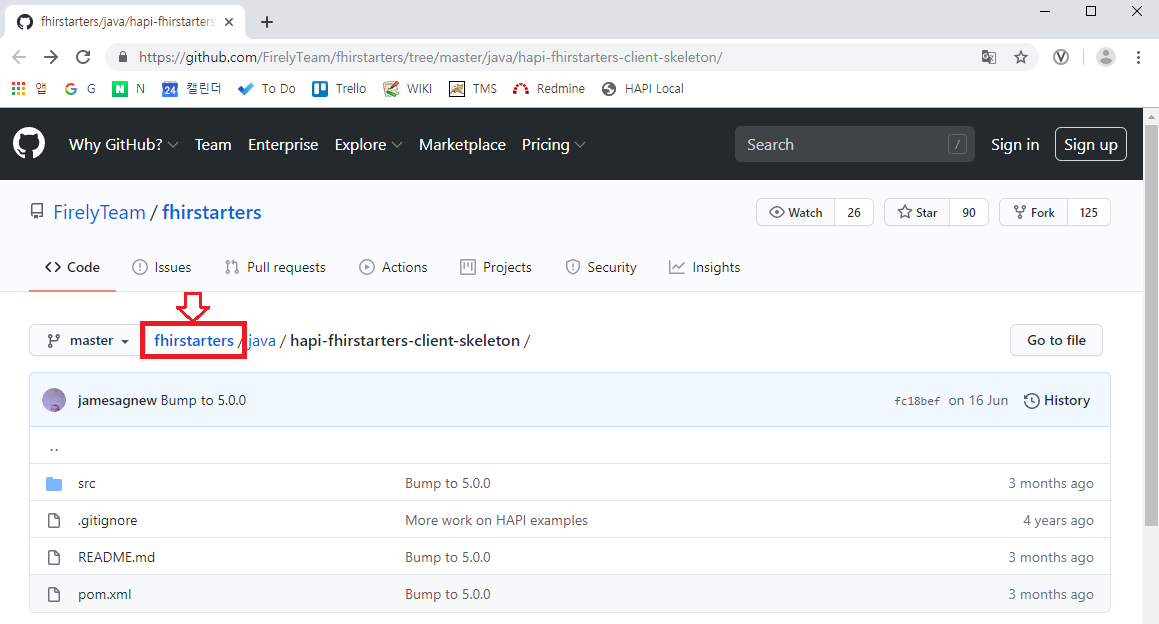 fhirstarters/java/hapi-fhirstarters
https://github.com/FirelyTeam/fhirstarters/tree/master/java/hapi-fhirstarters-client-skeleton/
앱 G N 24 캘린더 To Do Trello WIKI TMS Redmine HAPI Local
Why GitHub? Team Enterprise Explore Marketplace Pricing Search / Sign in Sign up
FirelyTeam / fhirstarters Watch 26 Star 90 Fork 125
Code Issues Pull requests Actions Projects Security Insights
master fhirstarters / java / hapi-fhirstarters-client-skeleton / Go to file
jamesagnew Bump to 5.0.0 fc18bef on 16 Jun History
..
src Bump to 5.0.0 3 months ago
.gitignore More work on HAPI examples 4 years ago
README.md Bump to 5.0.0 3 months ago
pom.xml Bump to 5.0.0 3 months ago